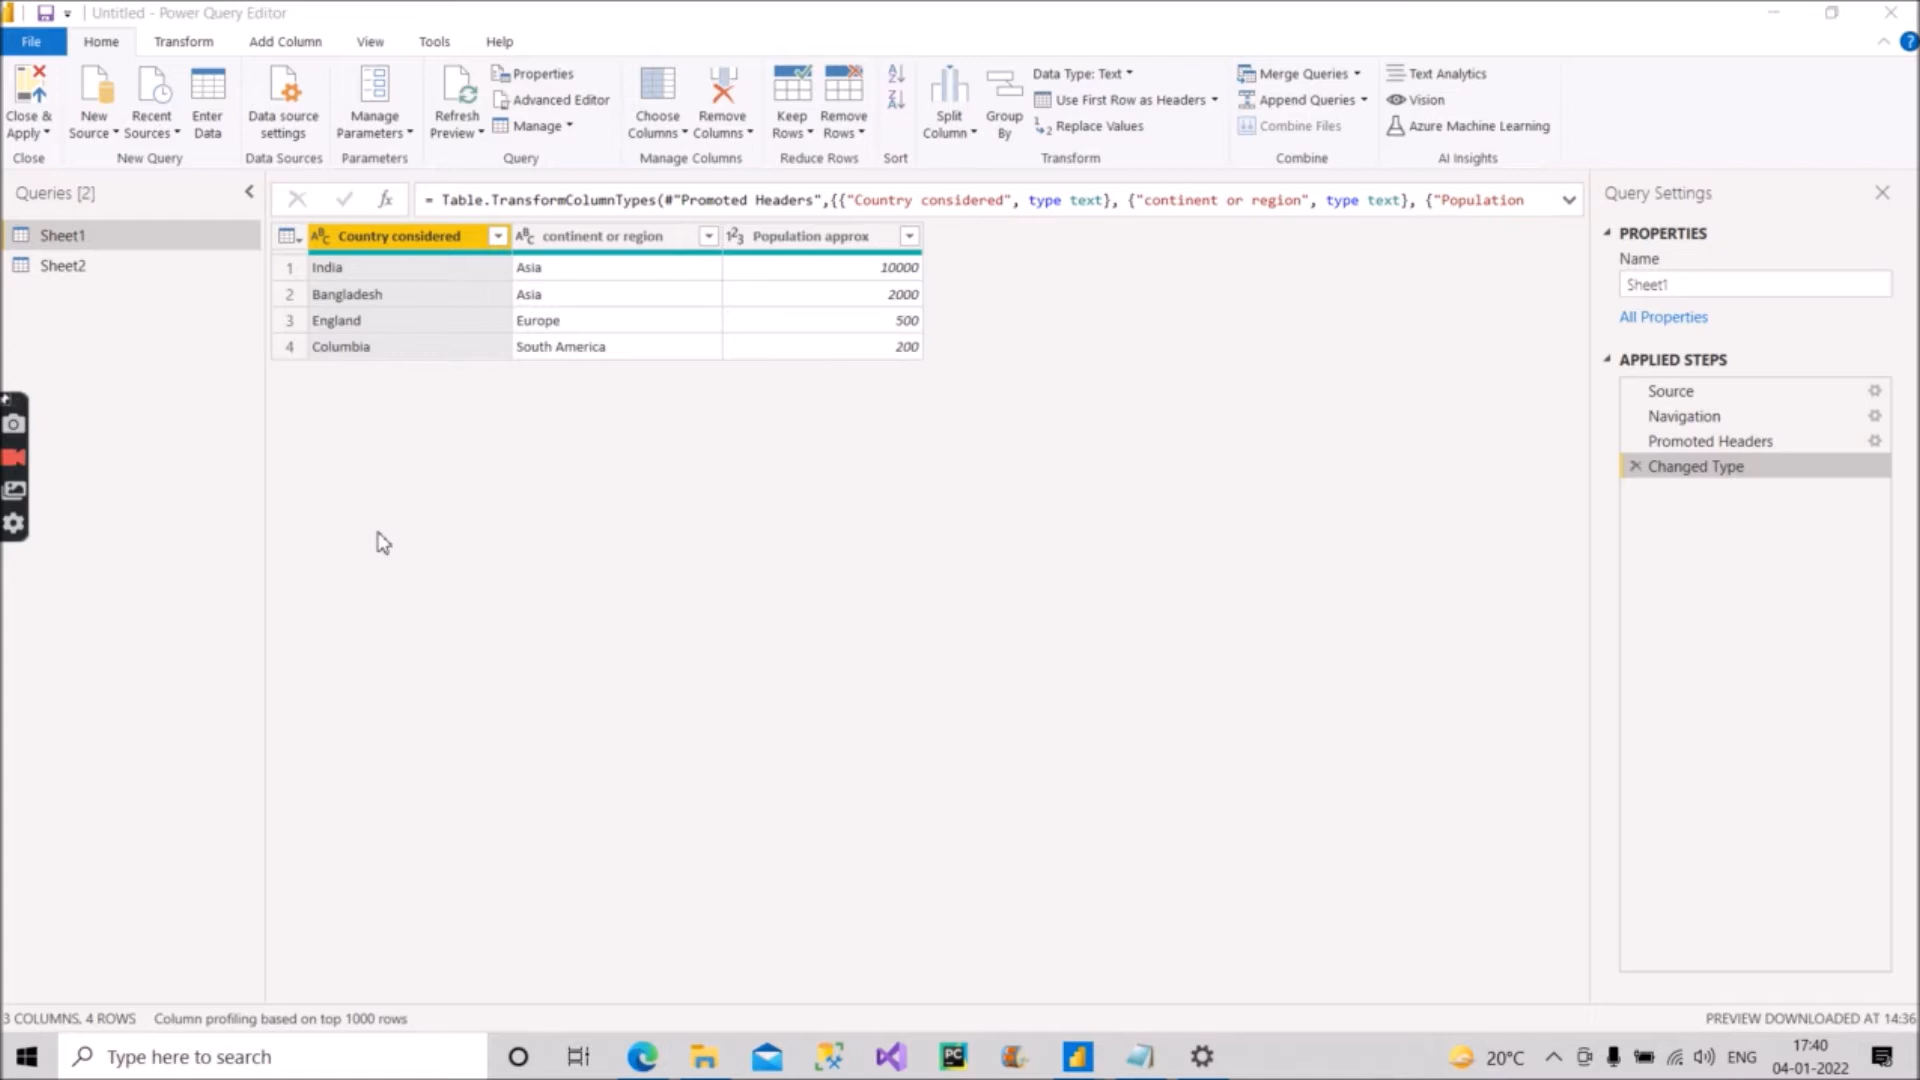 Untitled - Power Query Editor
File Home Transform Add Column View Tools Help
Close & Apply
New Source
Recent Sources
Enter Data
Data source settings
Manage Parameters
Refresh Preview
Properties
Advanced Editor
Manage
Choose Columns
Remove Columns
Keep Rows
Remove Rows
Split Column
Group By
Data Type: Text
Use First Row as Headers
Replace Values
Merge Queries
Append Queries
Combine Files
Text Analytics
Vision
Azure Machine Learning
Close New Query Data Sources Parameters Query Manage Columns Reduce Rows Sort Transform Combine AI Insights
Queries [2]
Sheet1
Sheet2
fx = Table.TransformColumnTypes(#"Promoted Headers",{{"Country considered", type text}, {"continent or region", type text}, {"Population
ABC Country considered ABC continent or region 123 Population approx
1 India Asia 10000
2 Bangladesh Asia 2000
3 England Europe 500
4 Columbia South America 200
Query Settings
PROPERTIES
Name
Sheet1
All Properties
APPLIED STEPS
Source
Navigation
Promoted Headers
Changed Type
3 COLUMNS, 4 ROWS Column profiling based on top 1000 rows
PREVIEW DOWNLOADED AT 14:36
Type here to search
PC
20°C
ENG
17:40
04-01-2022